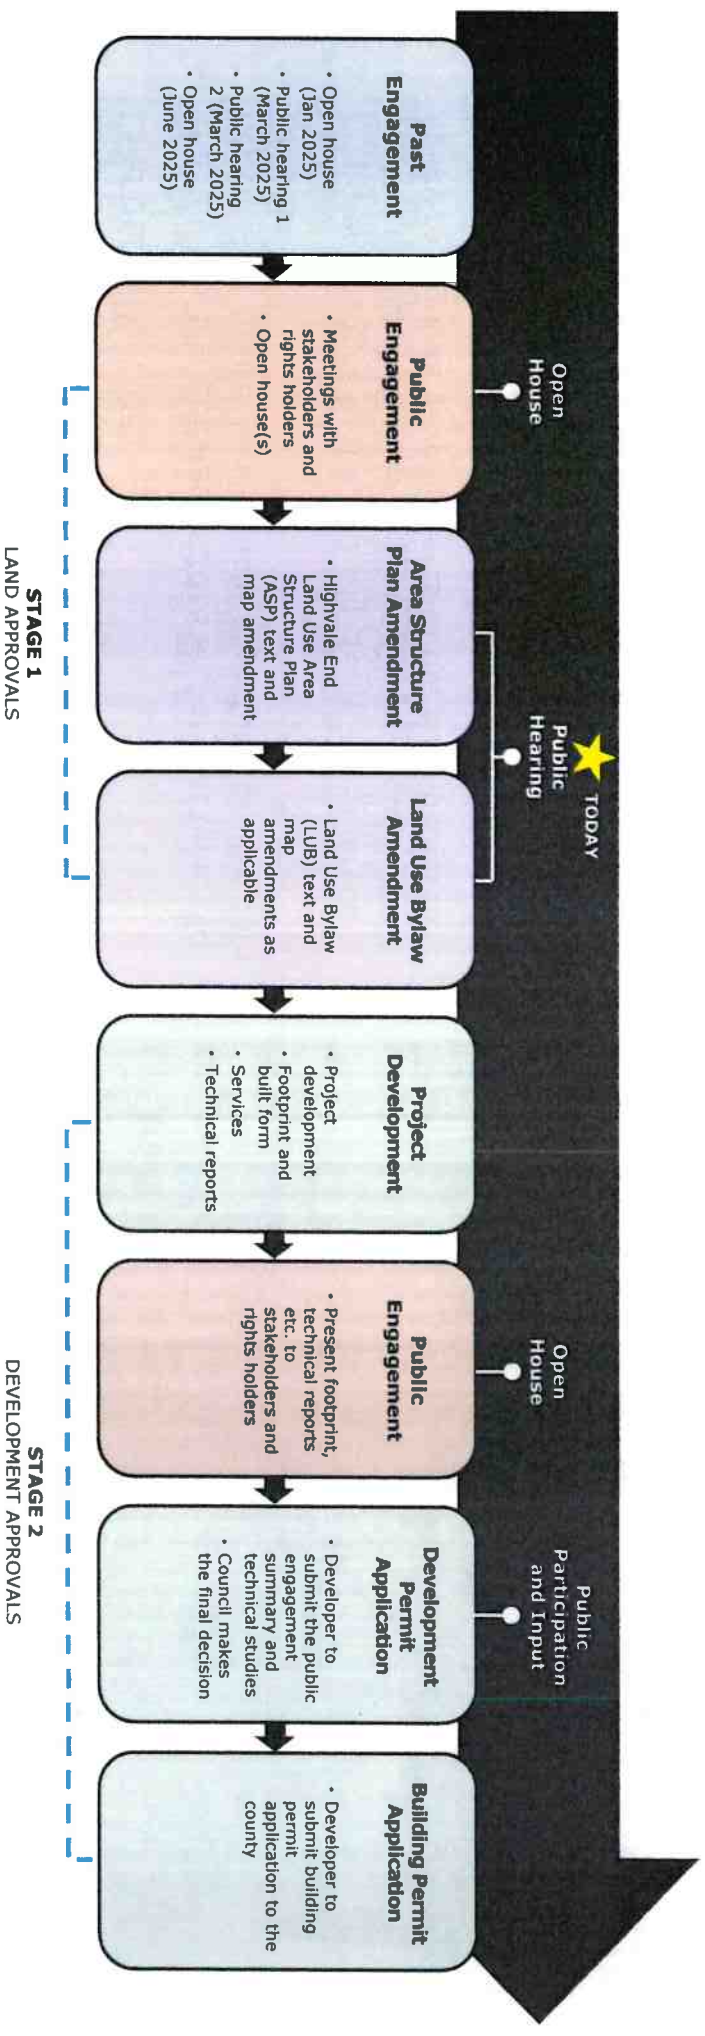 TODAY
Open
House
Public
Hearing
Open
House
Public
Participation
and Input
Past
Engagement
• Open house
(Jan 2025)
• Public hearing 1
(March 2025)
• Public hearing
2 (March 2025)
• Open house
(June 2025)
Public
Engagement
• Meetings with
stakeholders and
rights holders
• Open house(s)
Area Structure
Plan Amendment
• Highvale End
Land Use Area
Structure Plan
(ASP) text and
map amendment
Land Use Bylaw
Amendment
• Land Use Bylaw
(LUB) text and
map
amendments as
applicable
Project
Development
• Project
development
• Footprint and
built form
• Services
• Technical reports
Public
Engagement
• Present footprint,
technical reports
etc. to
stakeholders and
rights holders
Development
Permit
Application
• Developer to
submit the public
engagement
summary and
technical studies
• Council makes
the final decision
Building Permit
Application
• Developer to
submit building
permit
application to the
county
STAGE 1
LAND APPROVALS
STAGE 2
DEVELOPMENT APPROVALS